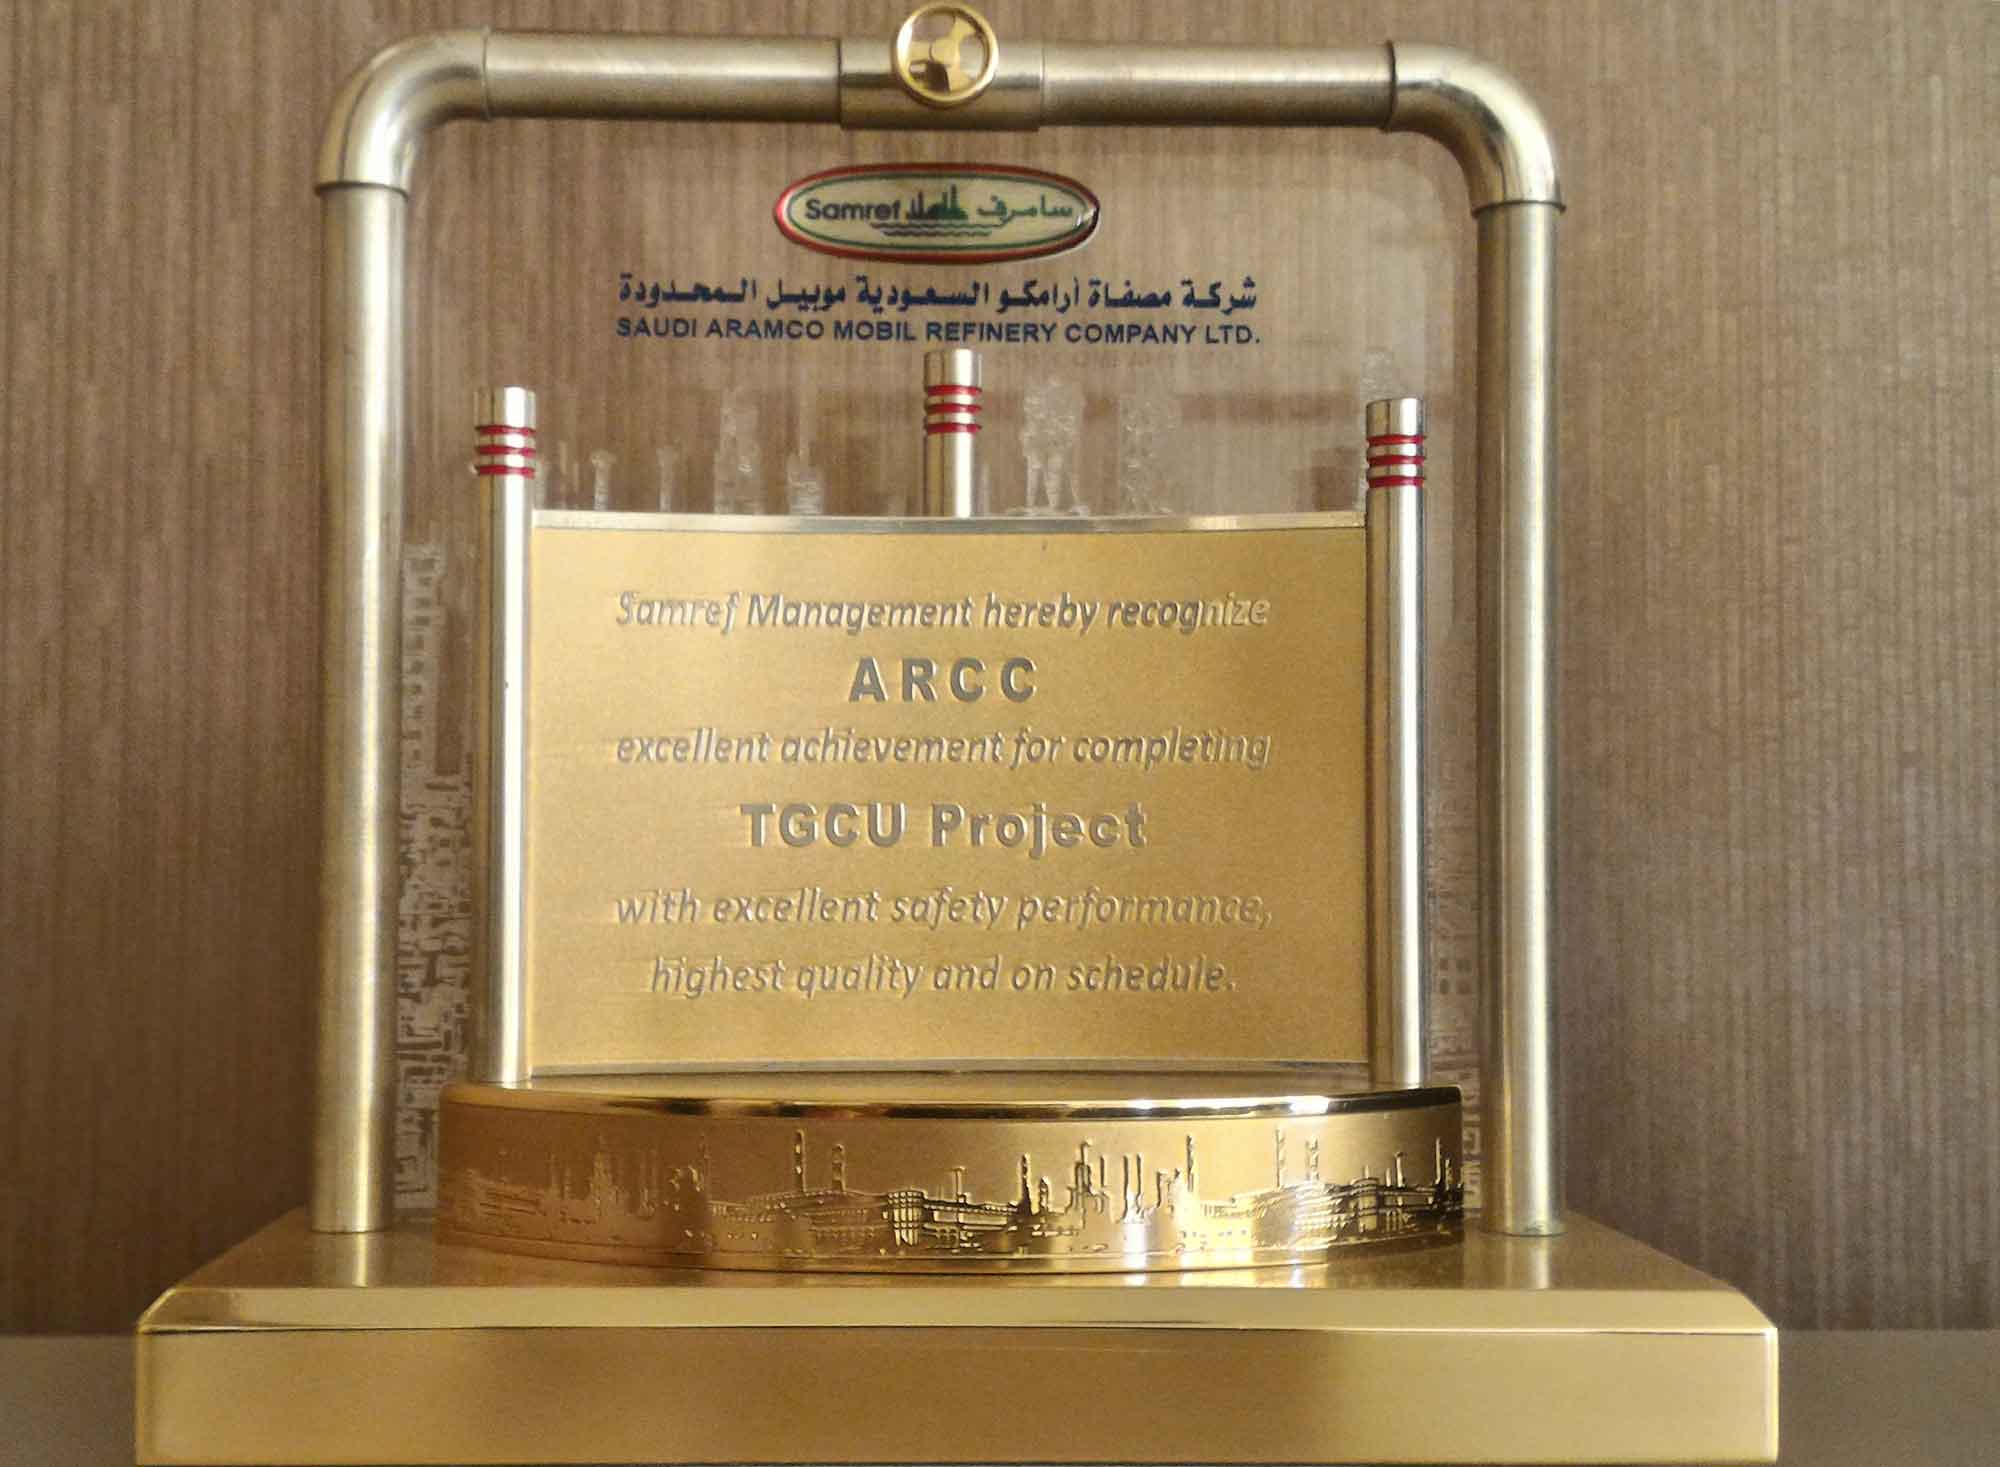 Samref سامرف
شركة مصفاة أرامكو السعودية موبيل المحدودة
SAUDI ARAMCO MOBIL REFINERY COMPANY LTD.
Samref Management hereby recognize
ARCC
excellent achievement for completing
TGCU Project
with excellent safety performance,
highest quality and on schedule.